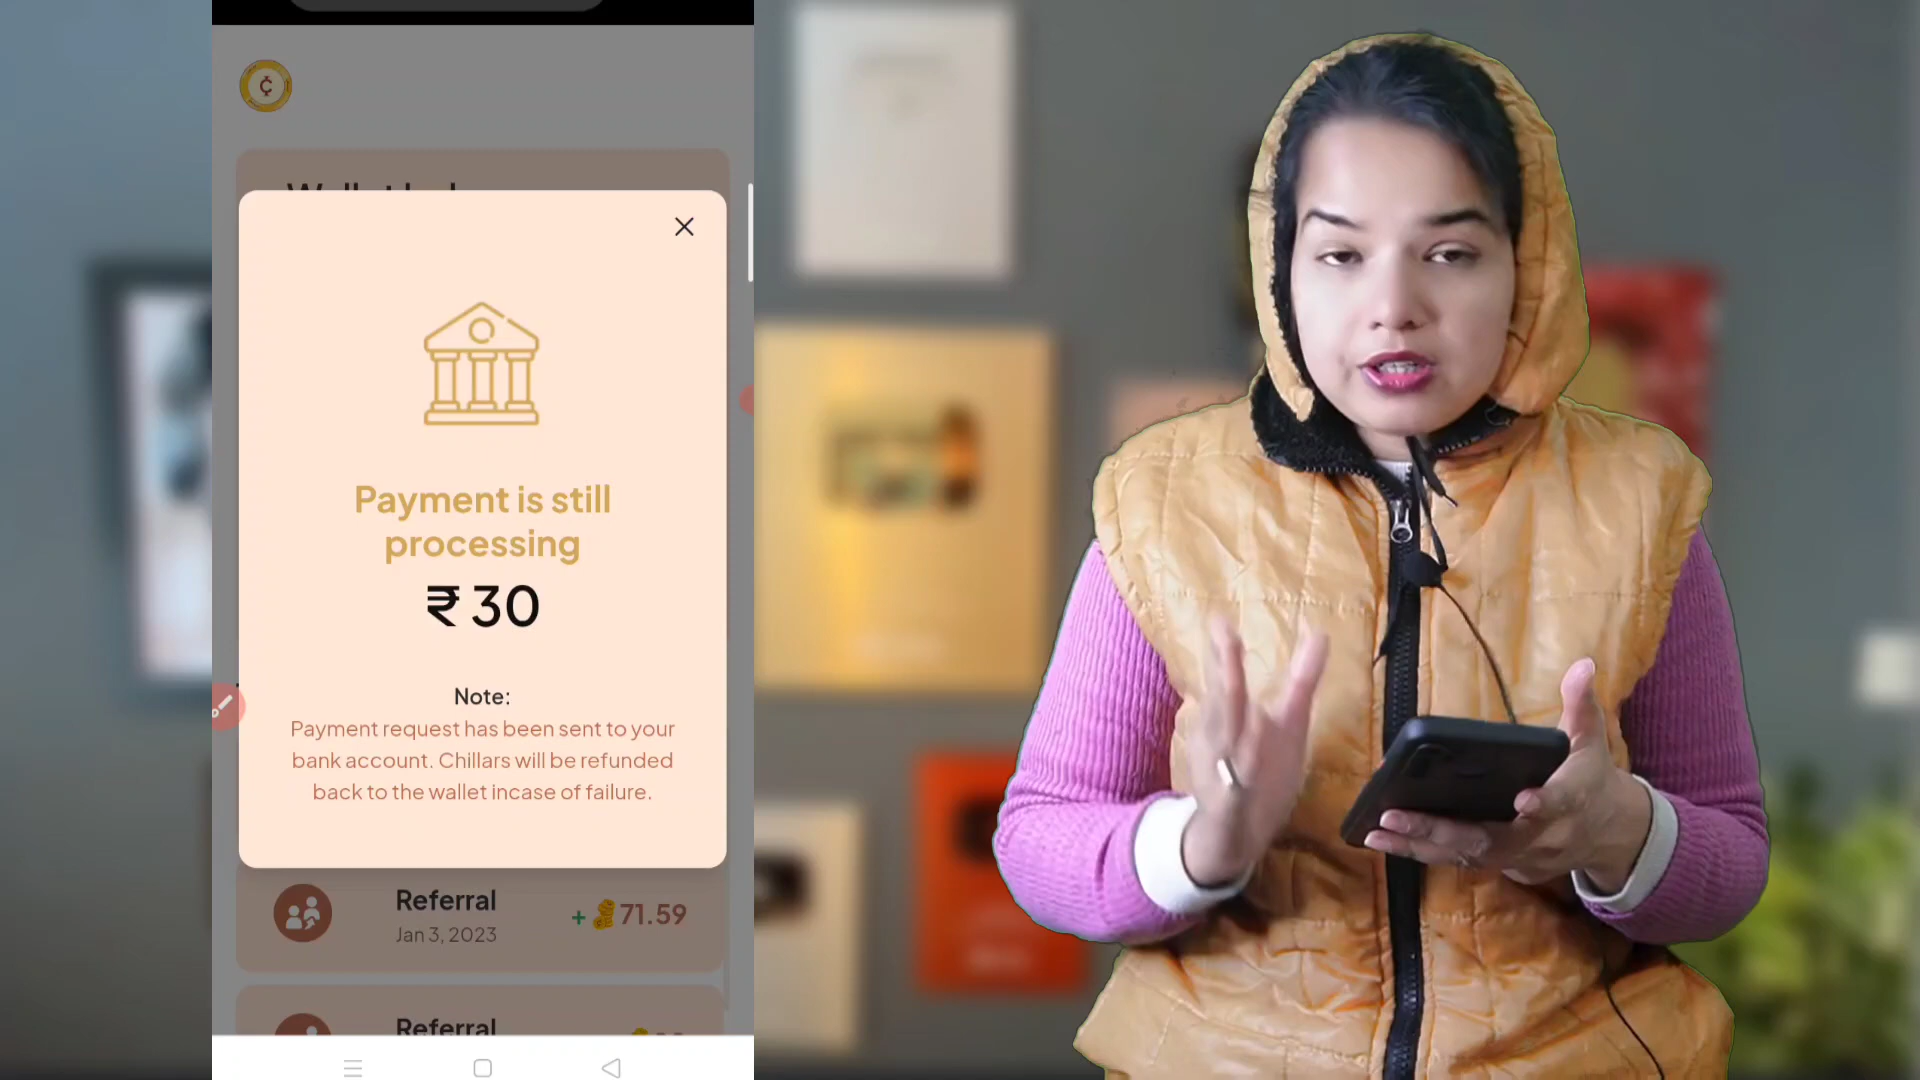 Payment is still
processing
₹ 30
Note:
Payment request has been sent to your
bank account. Chillars will be refunded
back to the wallet incase of failure.
Referral
+ 71.59
Jan 3, 2023
Referral